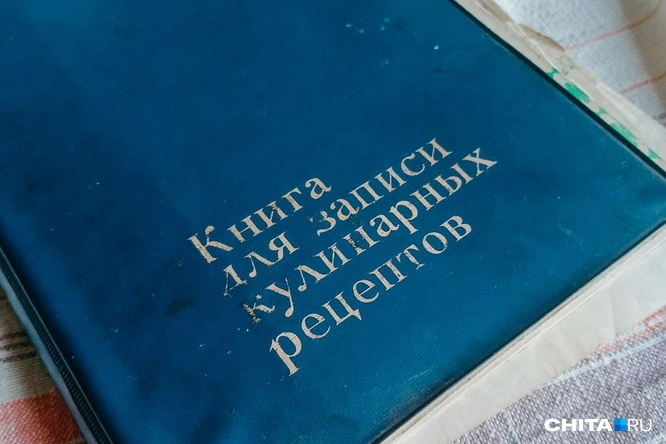 Книга
для записи
кулинарных
рецептов
CHITA.RU